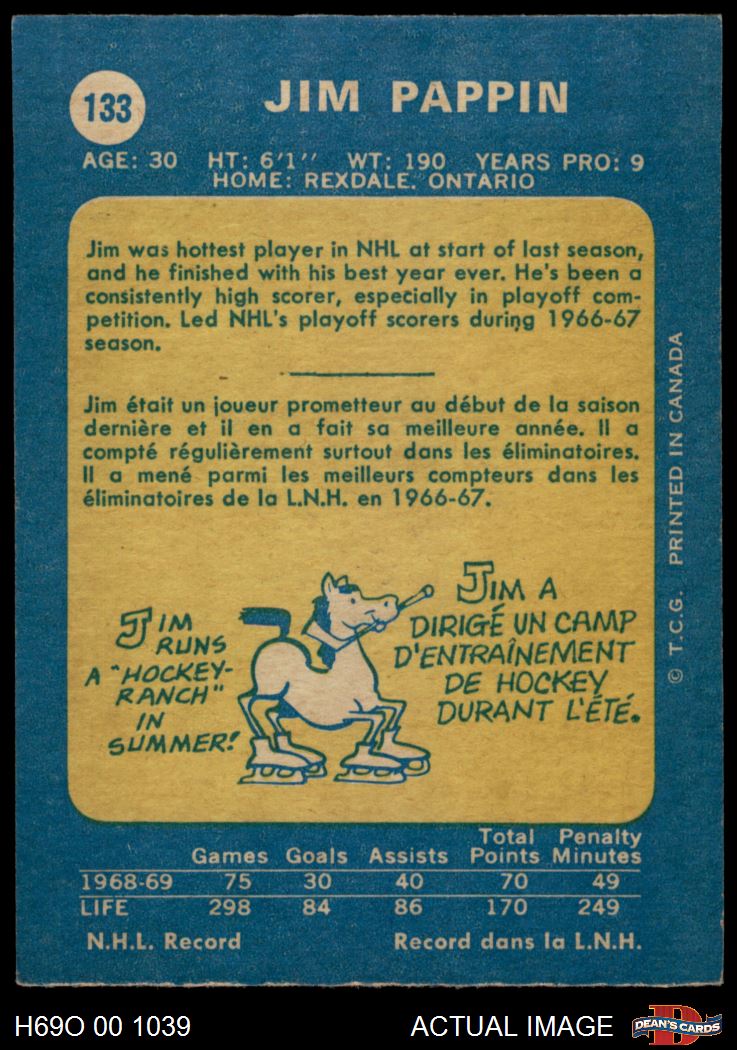 133
JIM PAPPIN
AGE: 30 HT: 6'1'' WT: 190 YEARS PRO: 9
HOME: REXDALE. ONTARIO
Jim was hottest player in NHL at start of last season,
and he finished with his best year ever. He's been a
consistently high scorer, especially in playoff com-
petition. Led NHL's playoff scorers during 1966-67
season.
Jim était un joueur prometteur au début de la saison
dernière et il en a fait sa meilleure année. Il a
compté régulièrement surtout dans les éliminatoires.
Il a mené parmi les meilleurs compteurs dans les
éliminatoires de la L.N.H. en 1966-67.
JIM
RUNS
A "HOCKEY-
RANCH"
IN
SUMMER!
JIM A
DIRIGÉ UN CAMP
D'ENTRAÎNEMENT
DE HOCKEY
DURANT L'ÉTÉ.
© T.C.G. PRINTED IN CANADA
Total Penalty
Games Goals Assists Points Minutes
1968-69 75 30 40 70 49
LIFE 298 84 86 170 249
N.H.L. Record Record dans la L.N.H.
H69O 00 1039 ACTUAL IMAGE
D
DEAN'S CARDS